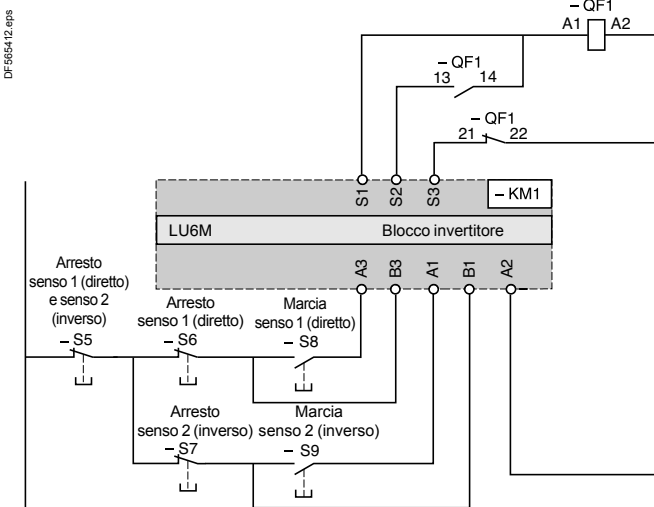 DF565412.eps
– QF1
A1 A2
– QF1
13 14
– QF1
21 22
S1 S2 S3
– KM1
LU6M Blocco invertitore
A3 B3 A1 B1 A2
Arresto
senso 1 (diretto)
e senso 2
(inverso)
– S5
Arresto
senso 1 (diretto)
– S6
Marcia
senso 1 (diretto)
– S8
Arresto
senso 2 (inverso)
– S7
Marcia
senso 2 (inverso)
– S9